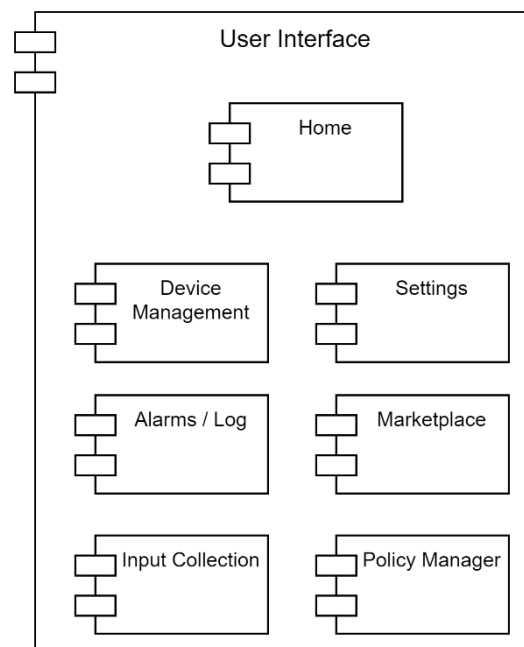 User Interface
Home
Device
Management
Settings
Alarms / Log
Marketplace
Input Collection
Policy Manager